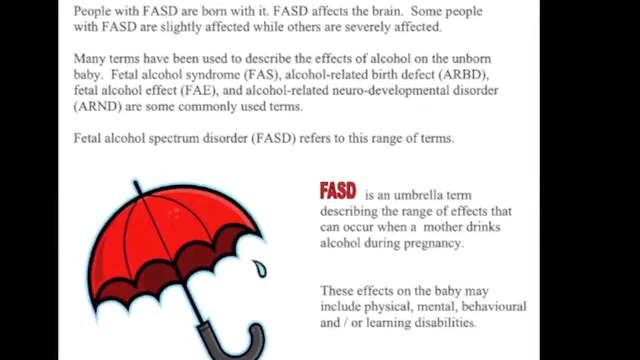 People with FASD are born with it. FASD affects the brain. Some people
with FASD are slightly affected while others are severely affected.
Many terms have been used to describe the effects of alcohol on the unborn
baby. Fetal alcohol syndrome (FAS), alcohol-related birth defect (ARBD),
fetal alcohol effect (FAE), and alcohol-related neuro-developmental disorder
(ARND) are some commonly used terms.
Fetal alcohol spectrum disorder (FASD) refers to this range of terms.
FASD is an umbrella term
describing the range of effects that
can occur when a mother drinks
alcohol during pregnancy.
These effects on the baby may
include physical, mental, behavioural
and / or learning disabilities.